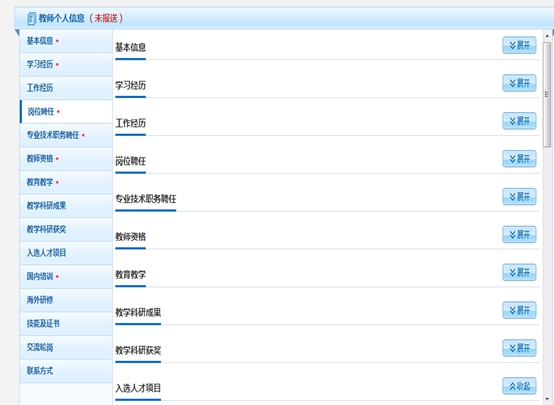 教师个人信息（未报送）
基本信息 *
学习经历 *
工作经历
岗位聘任 *
专业技术职务聘任 *
教师资格 *
教育教学 *
教学科研成果
教学科研获奖
入选人才项目
国内培训 *
海外研修
技能及证书
交流轮岗
联系方式
基本信息 展开
学习经历 展开
工作经历 展开
岗位聘任 展开
专业技术职务聘任 展开
教师资格 展开
教育教学 展开
教学科研成果 展开
教学科研获奖 展开
入选人才项目 收起